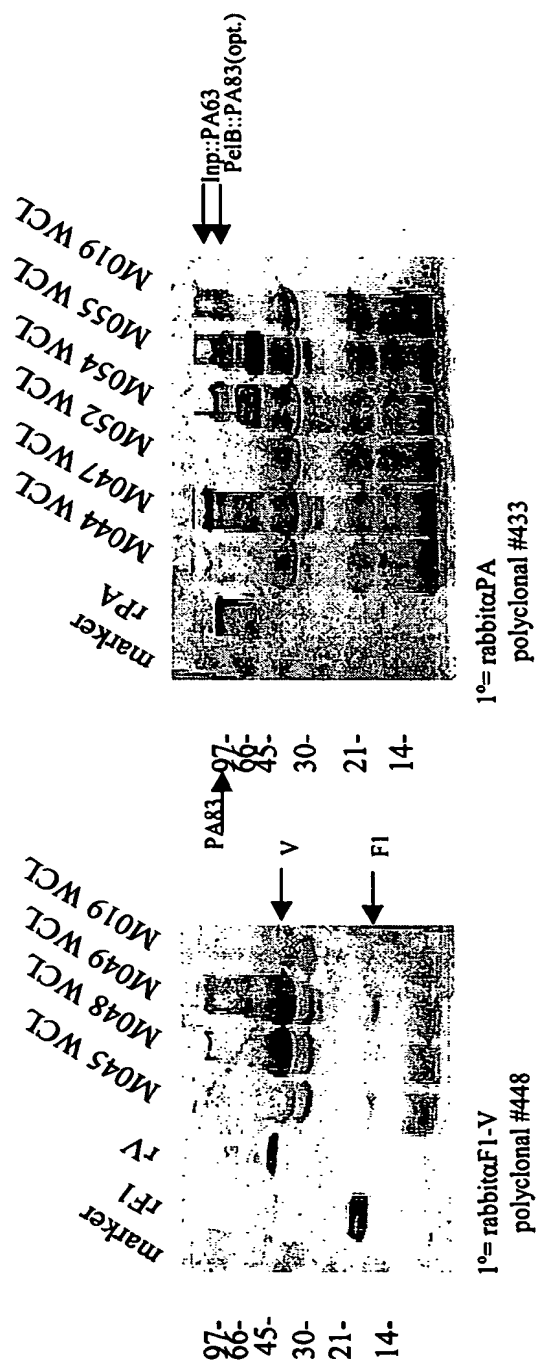 marker
rF1
rV
M045 WCL
M048 WCL
M049 WCL
M019 WCL
97-
66-
45-
30-
21-
14-
V
F1
1º= rabbitαF1-V
polyclonal #448
marker
rPA
M044 WCL
M047 WCL
M052 WCL
M054 WCL
M055 WCL
M019 WCL
PA83
97-
66-
45-
30-
21-
14-
Inp::PA63
PelB::PA83(opt.)
1º= rabbitαPA
polyclonal #433